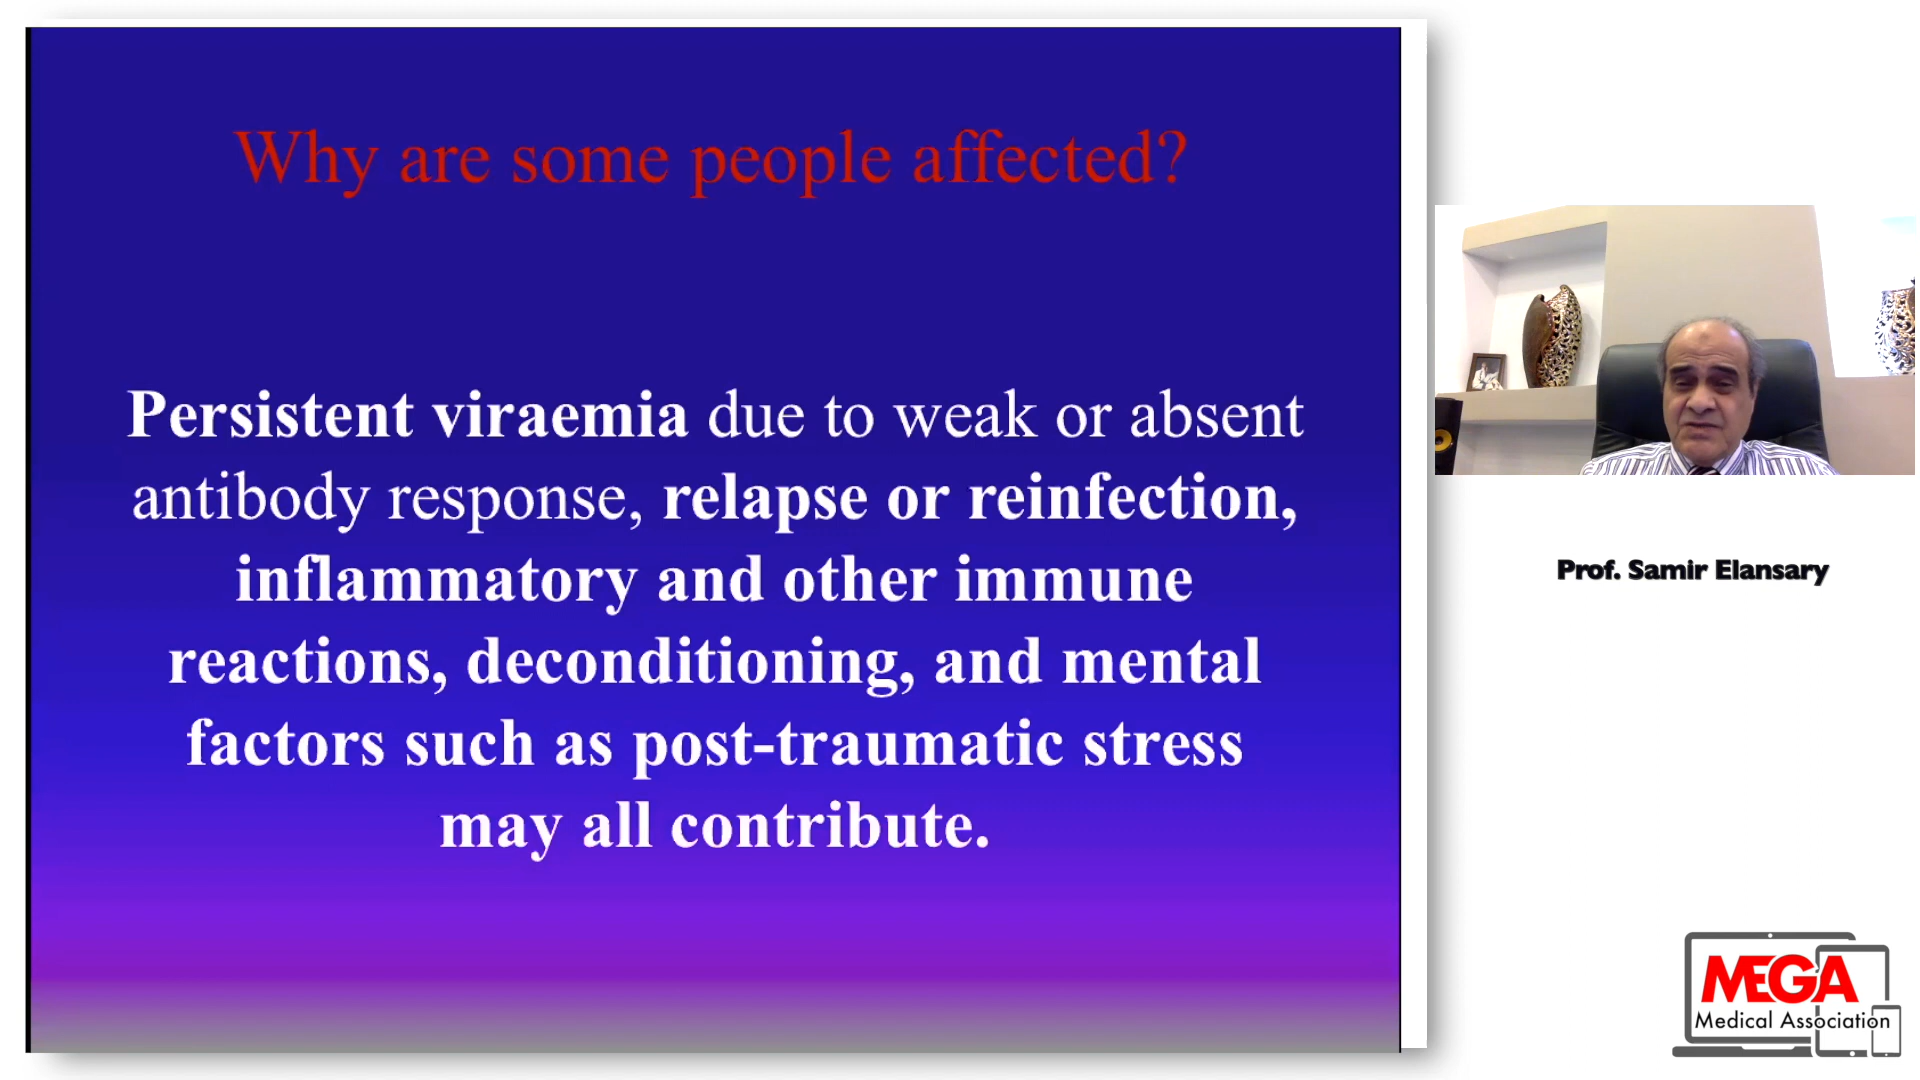 Why are some people affected?
Persistent viraemia due to weak or absent
antibody response, relapse or reinfection,
inflammatory and other immune
reactions, deconditioning, and mental
factors such as post-traumatic stress
may all contribute.
Prof. Samir Elansary
MEGA
Medical Association